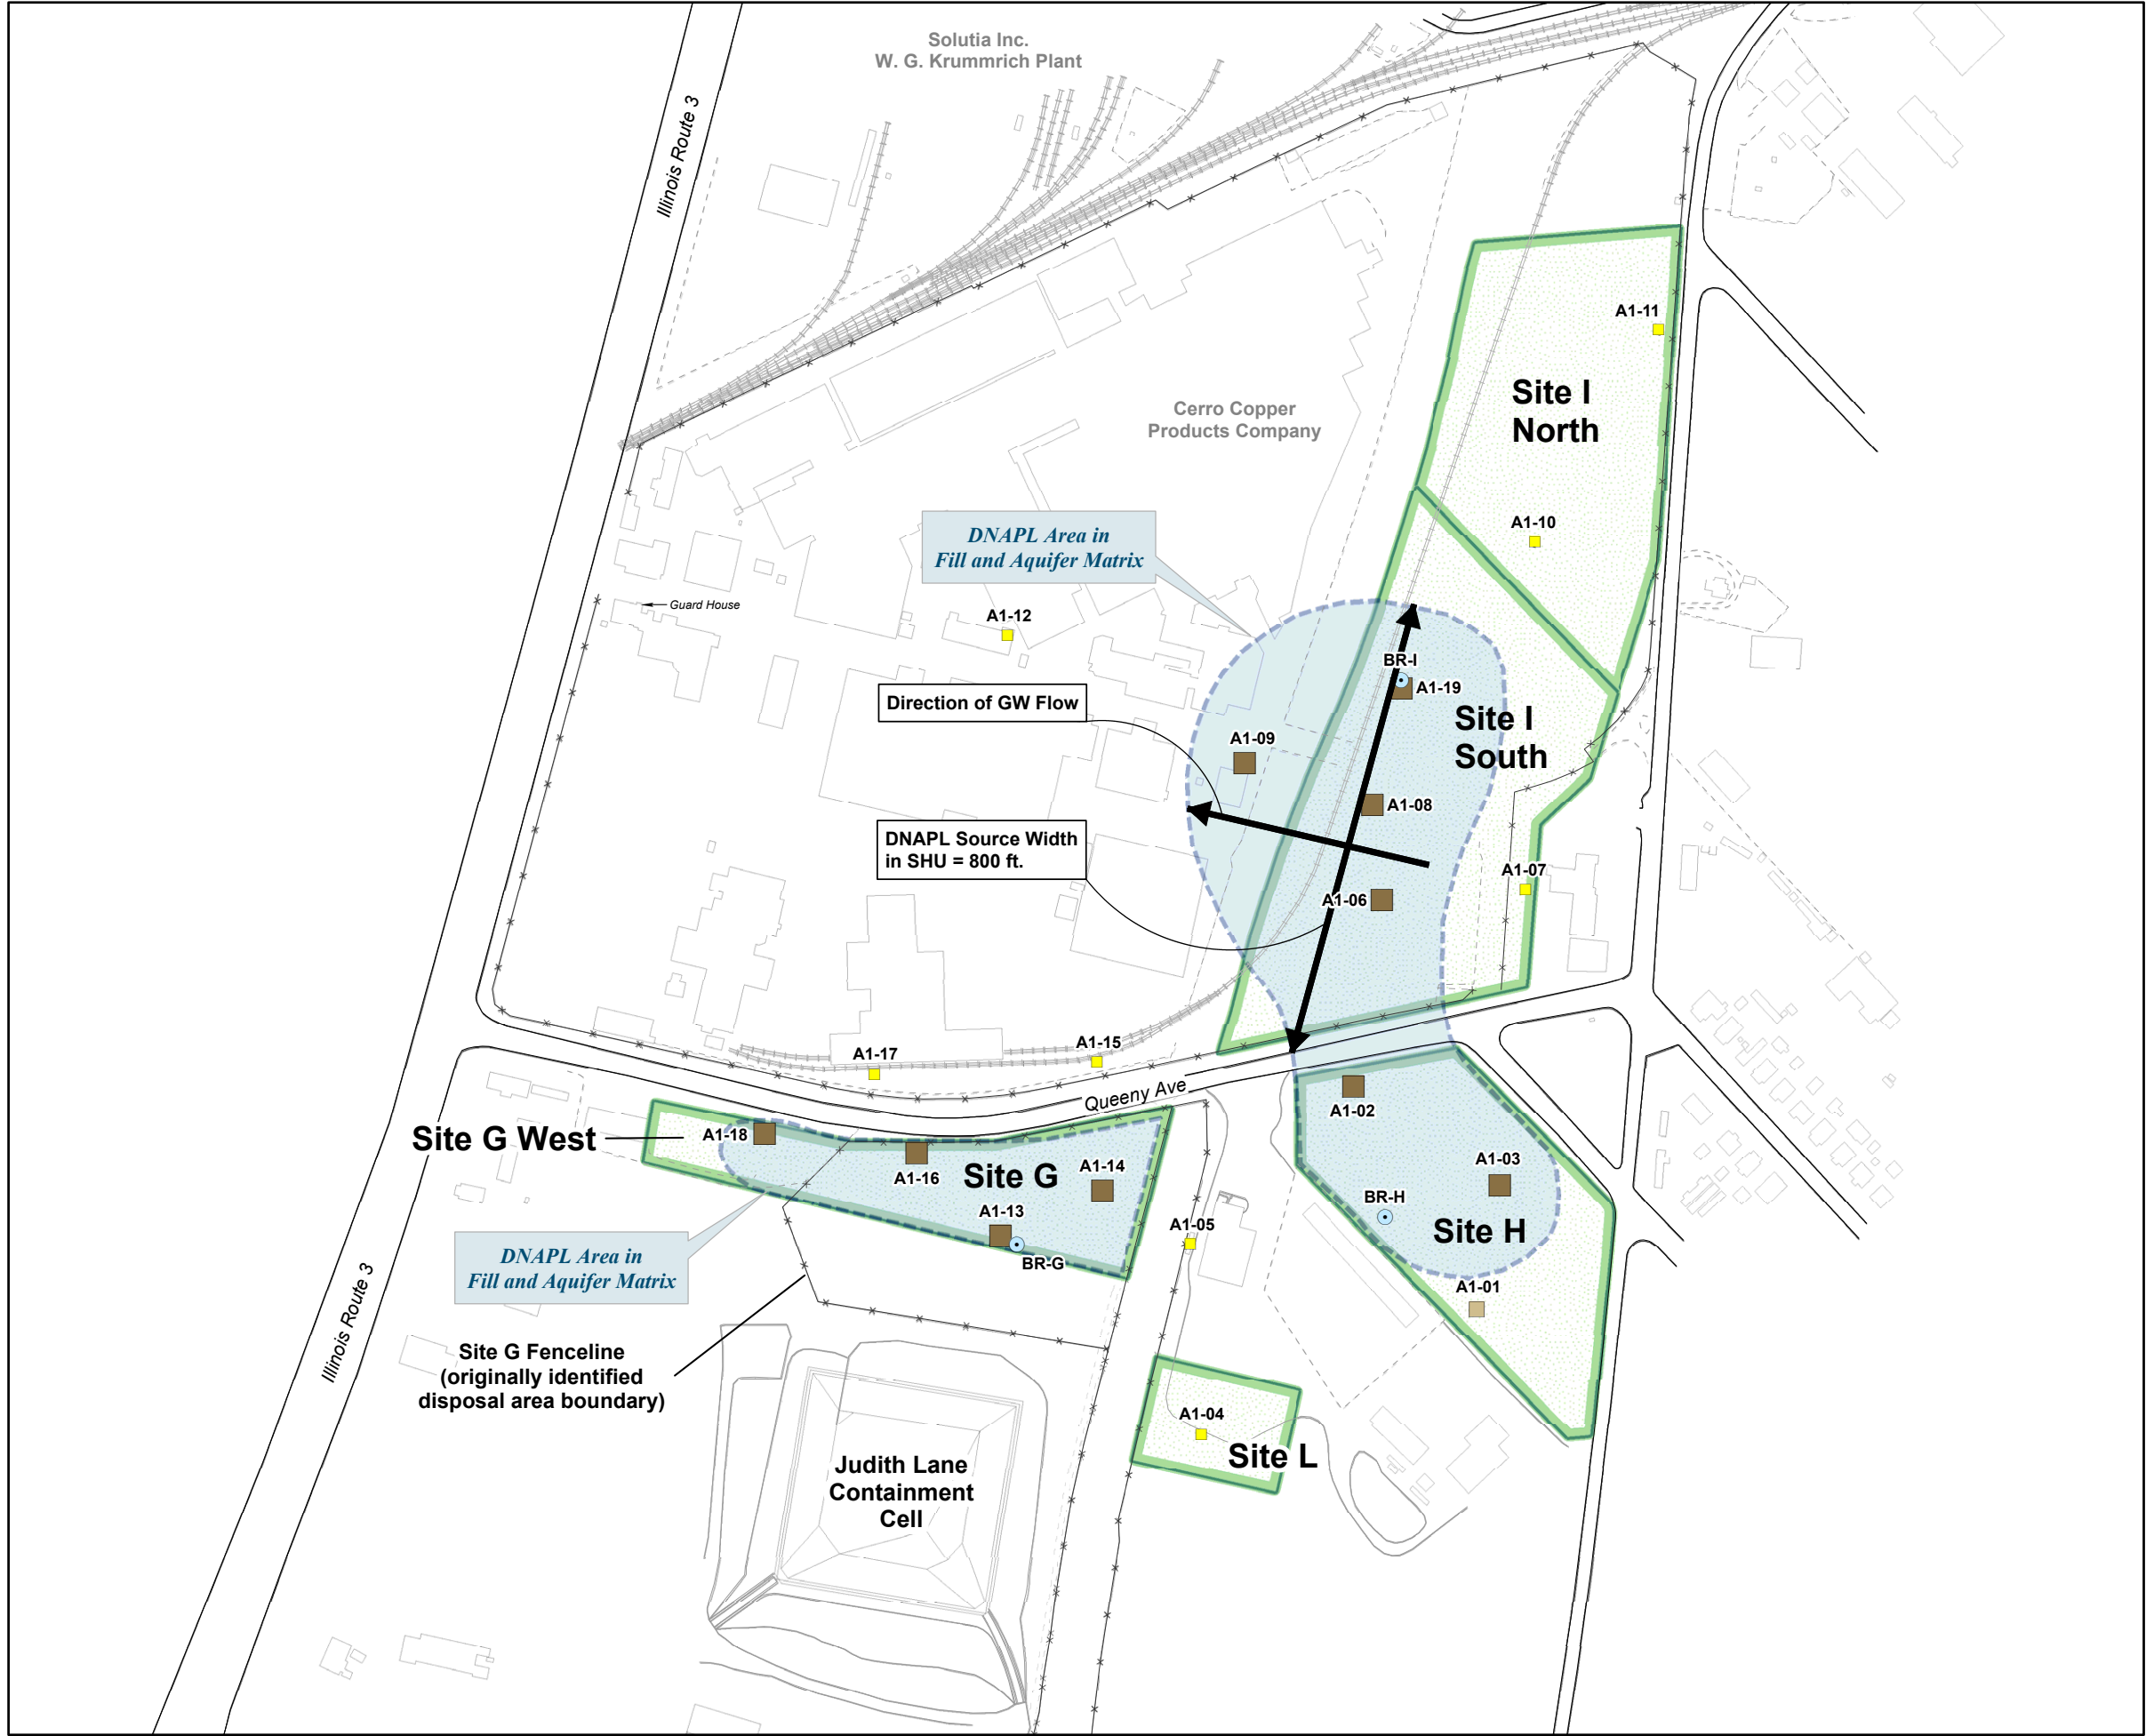 Solutia Inc.
W. G. Krummrich Plant
Illinois Route 3
A1-11
Site I
North
Cerro Copper
Products Company
A1-10
DNAPL Area in
Fill and Aquifer Matrix
Guard House
A1-12
BR-I
A1-19
Direction of GW Flow
Site I
South
A1-09
A1-08
DNAPL Source Width
in SHU = 800 ft.
A1-07
A1-06
A1-17
A1-15
Queeny Ave
A1-02
Site G West
A1-18
A1-16
Site G
A1-14
A1-03
A1-13
BR-H
A1-05
Site H
BR-G
DNAPL Area in
Fill and Aquifer Matrix
A1-01
Illinois Route 3
Site G Fenceline
(originally identified
disposal area boundary)
A1-04
Site L
Judith Lane
Containment
Cell